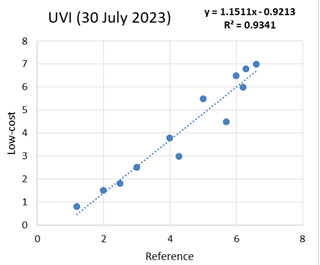 UVI (30 July 2023)
y = 1.1511x - 0.9213
R² = 0.9341
8
7
6
5
4
3
2
1
0
Low-cost
0 2 4 6 8
Reference